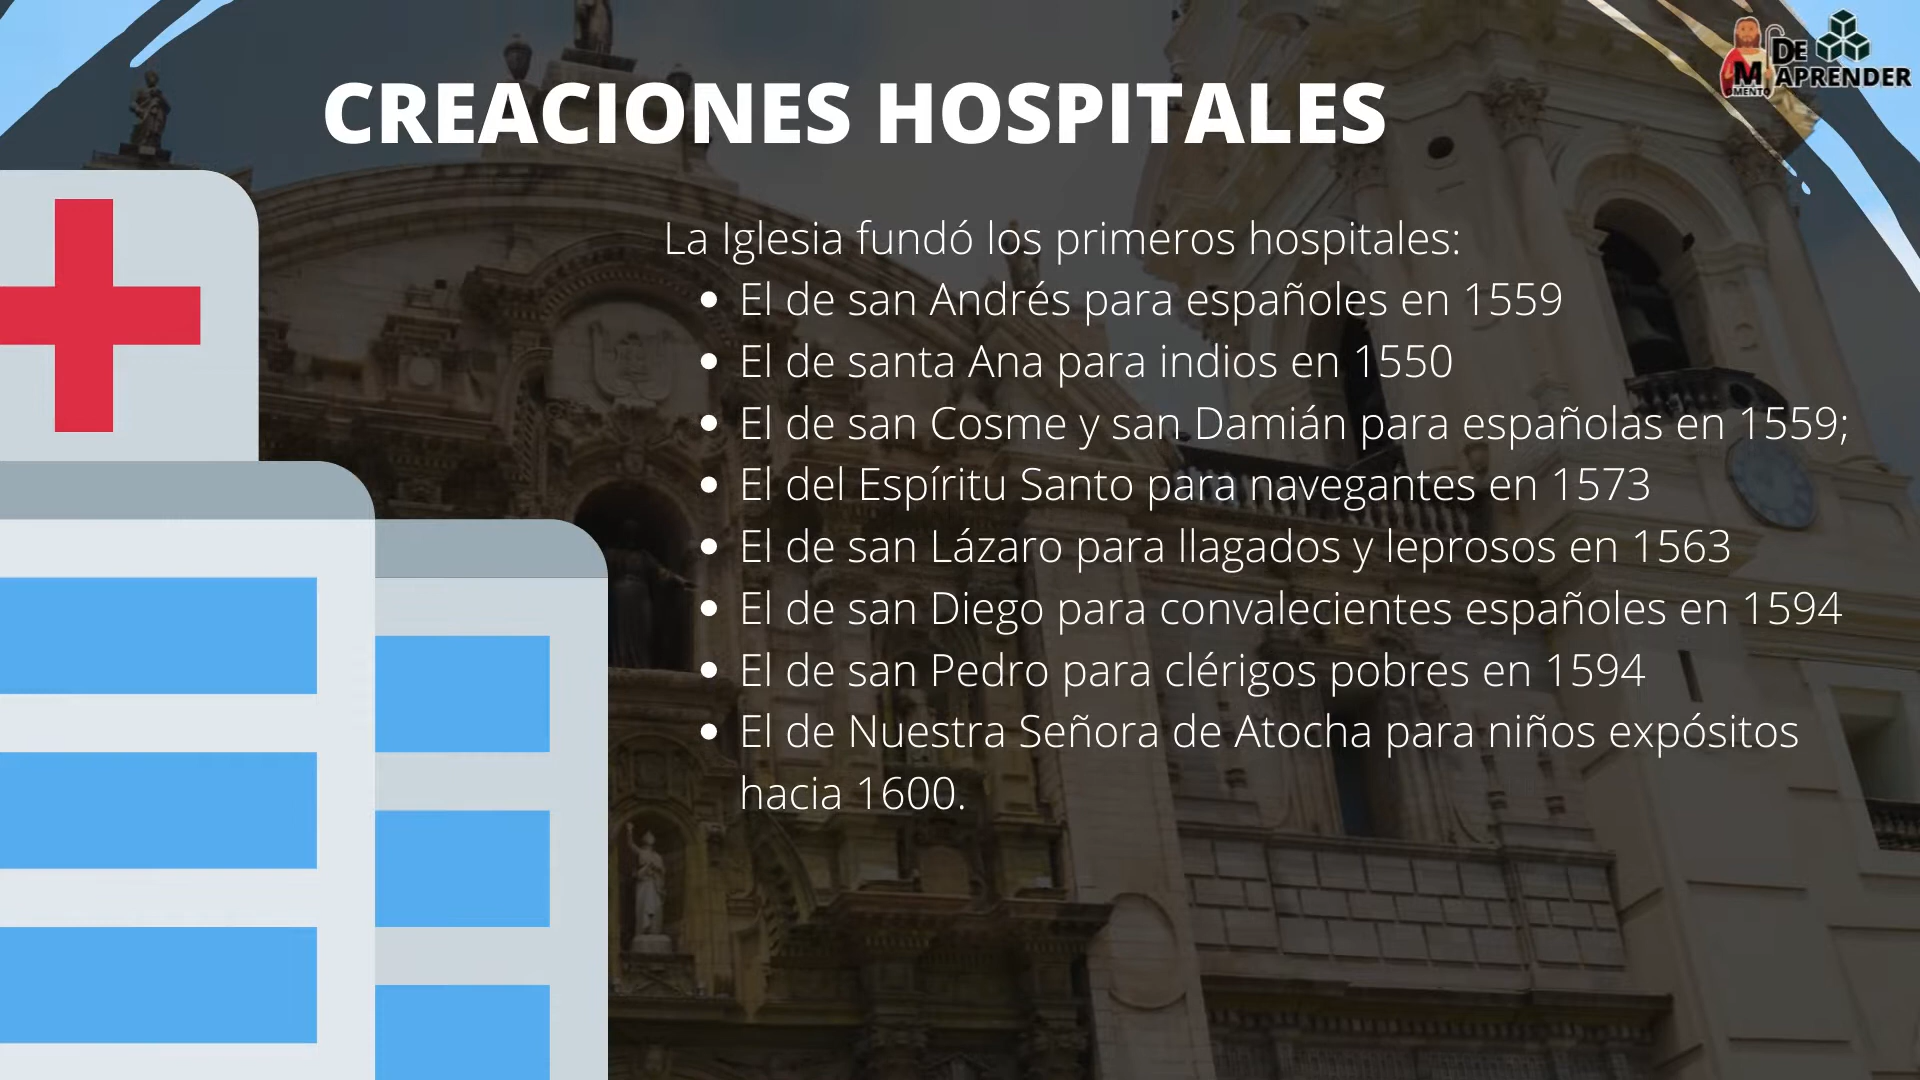 DE
MOMENTO APRENDER
CREACIONES HOSPITALES
La Iglesia fundó los primeros hospitales:
• El de san Andrés para españoles en 1559
• El de santa Ana para indios en 1550
• El de san Cosme y san Damián para españolas en 1559;
• El del Espíritu Santo para navegantes en 1573
• El de san Lázaro para llagados y leprosos en 1563
• El de san Diego para convalecientes españoles en 1594
• El de san Pedro para clérigos pobres en 1594
• El de Nuestra Señora de Atocha para niños expósitos
hacia 1600.